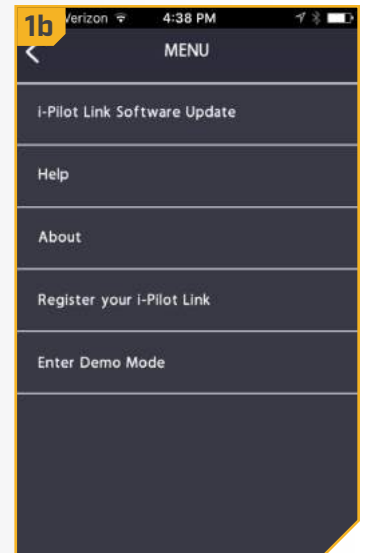 1b
Verizon 4:38 PM
MENU
i-Pilot Link Software Update
Help
About
Register your i-Pilot Link
Enter Demo Mode